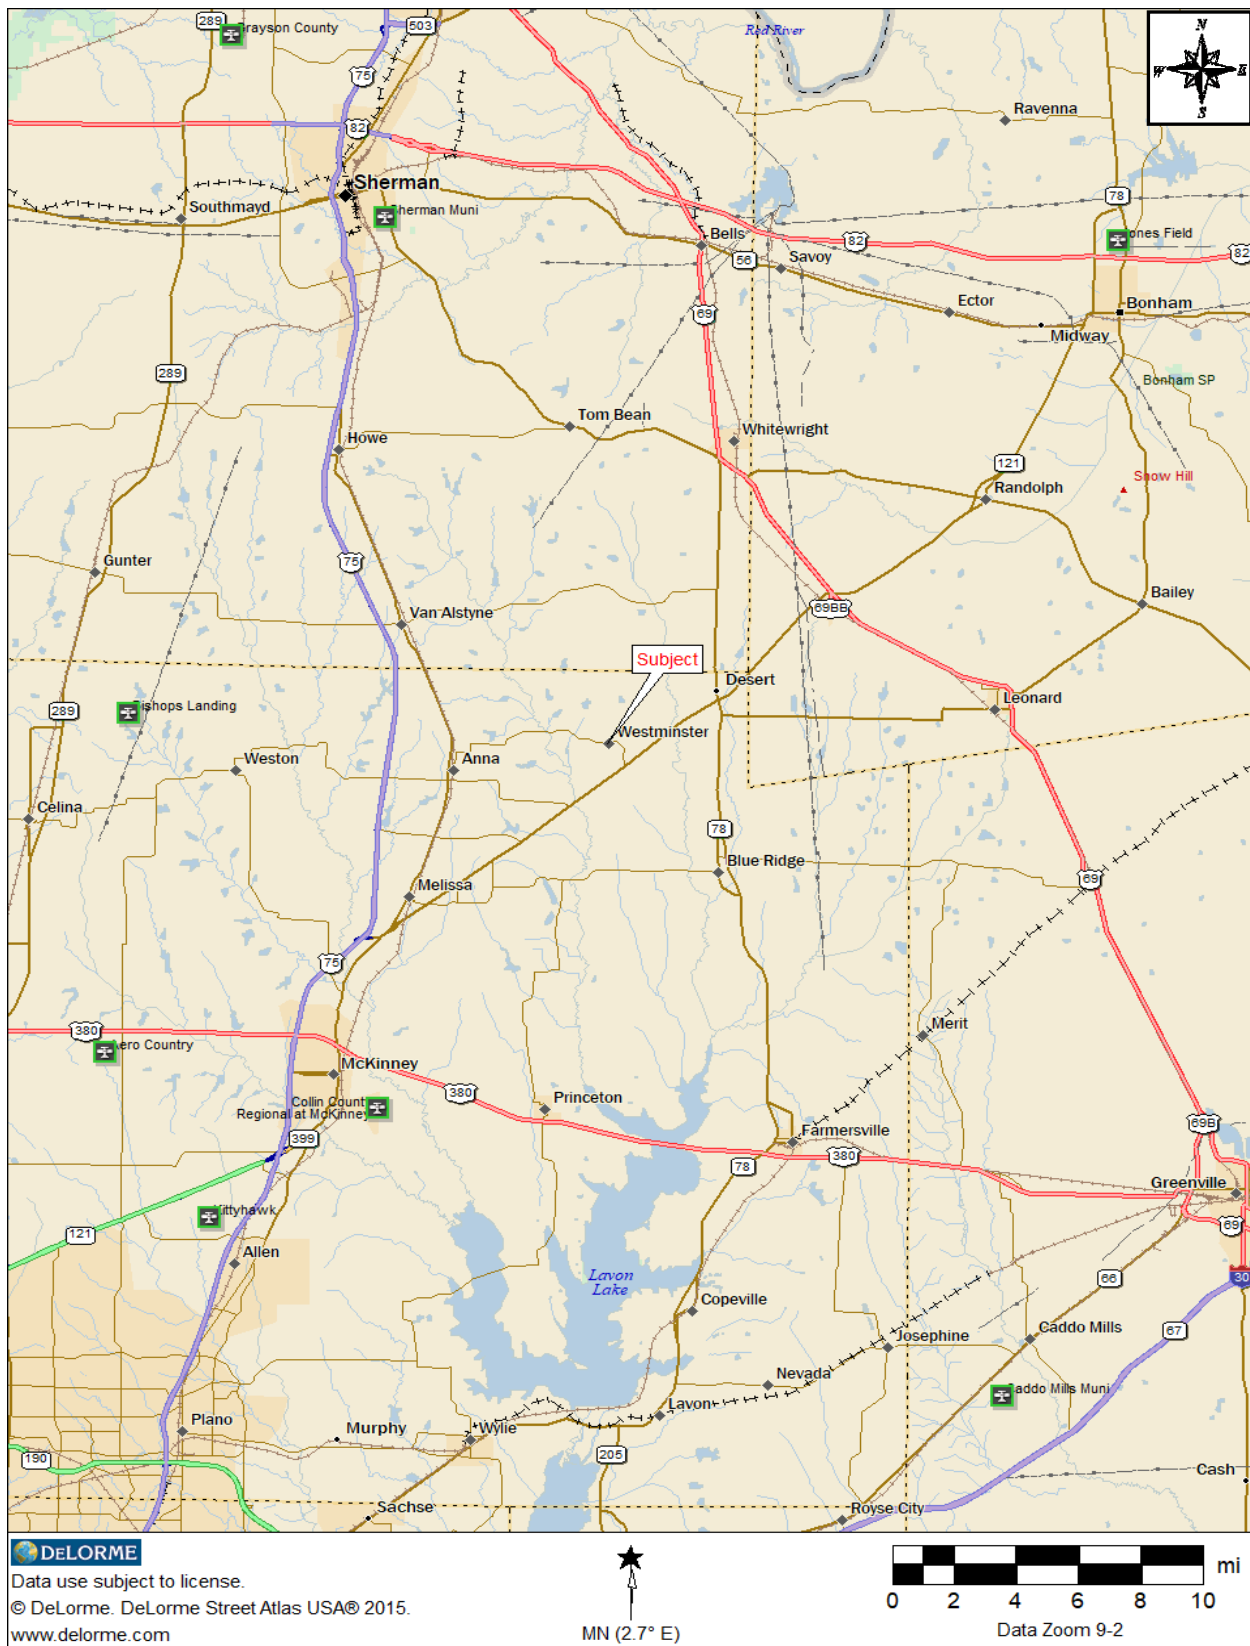 289
Grayson County
503
Red River
N
W
E
S
75
Ravenna
82
Sherman
Southmayd
Sherman Muni
78
Jones Field
Bells
82
82
56
Savoy
Ector
Bonham
69
Midway
289
Bonham SP
Tom Bean
Whitewright
Howe
121
Snow Hill
Randolph
Gunter
75
Bailey
69BB
Van Alstyne
Subject
Desert
Leonard
289
Bishops Landing
Westminster
Weston
Anna
Celina
78
Blue Ridge
69
Melissa
75
380
Merit
Aero Country
McKinney
380
Princeton
Collin County
Regional at McKinney
69B
399
Farmersville
78
380
Greenville
Kittyhawk
69
121
Allen
Lavon
Lake
66
30
Copeville
67
Caddo Mills
Josephine
Nevada
Caddo Mills Muni
Lavon
Plano
Murphy
Wylie
190
205
Cash
Sachse
Royse City
DELORME
Data use subject to license.
© DeLorme. DeLorme Street Atlas USA® 2015.
www.delorme.com
MN (2.7° E)
mi
0 2 4 6 8 10
Data Zoom 9-2